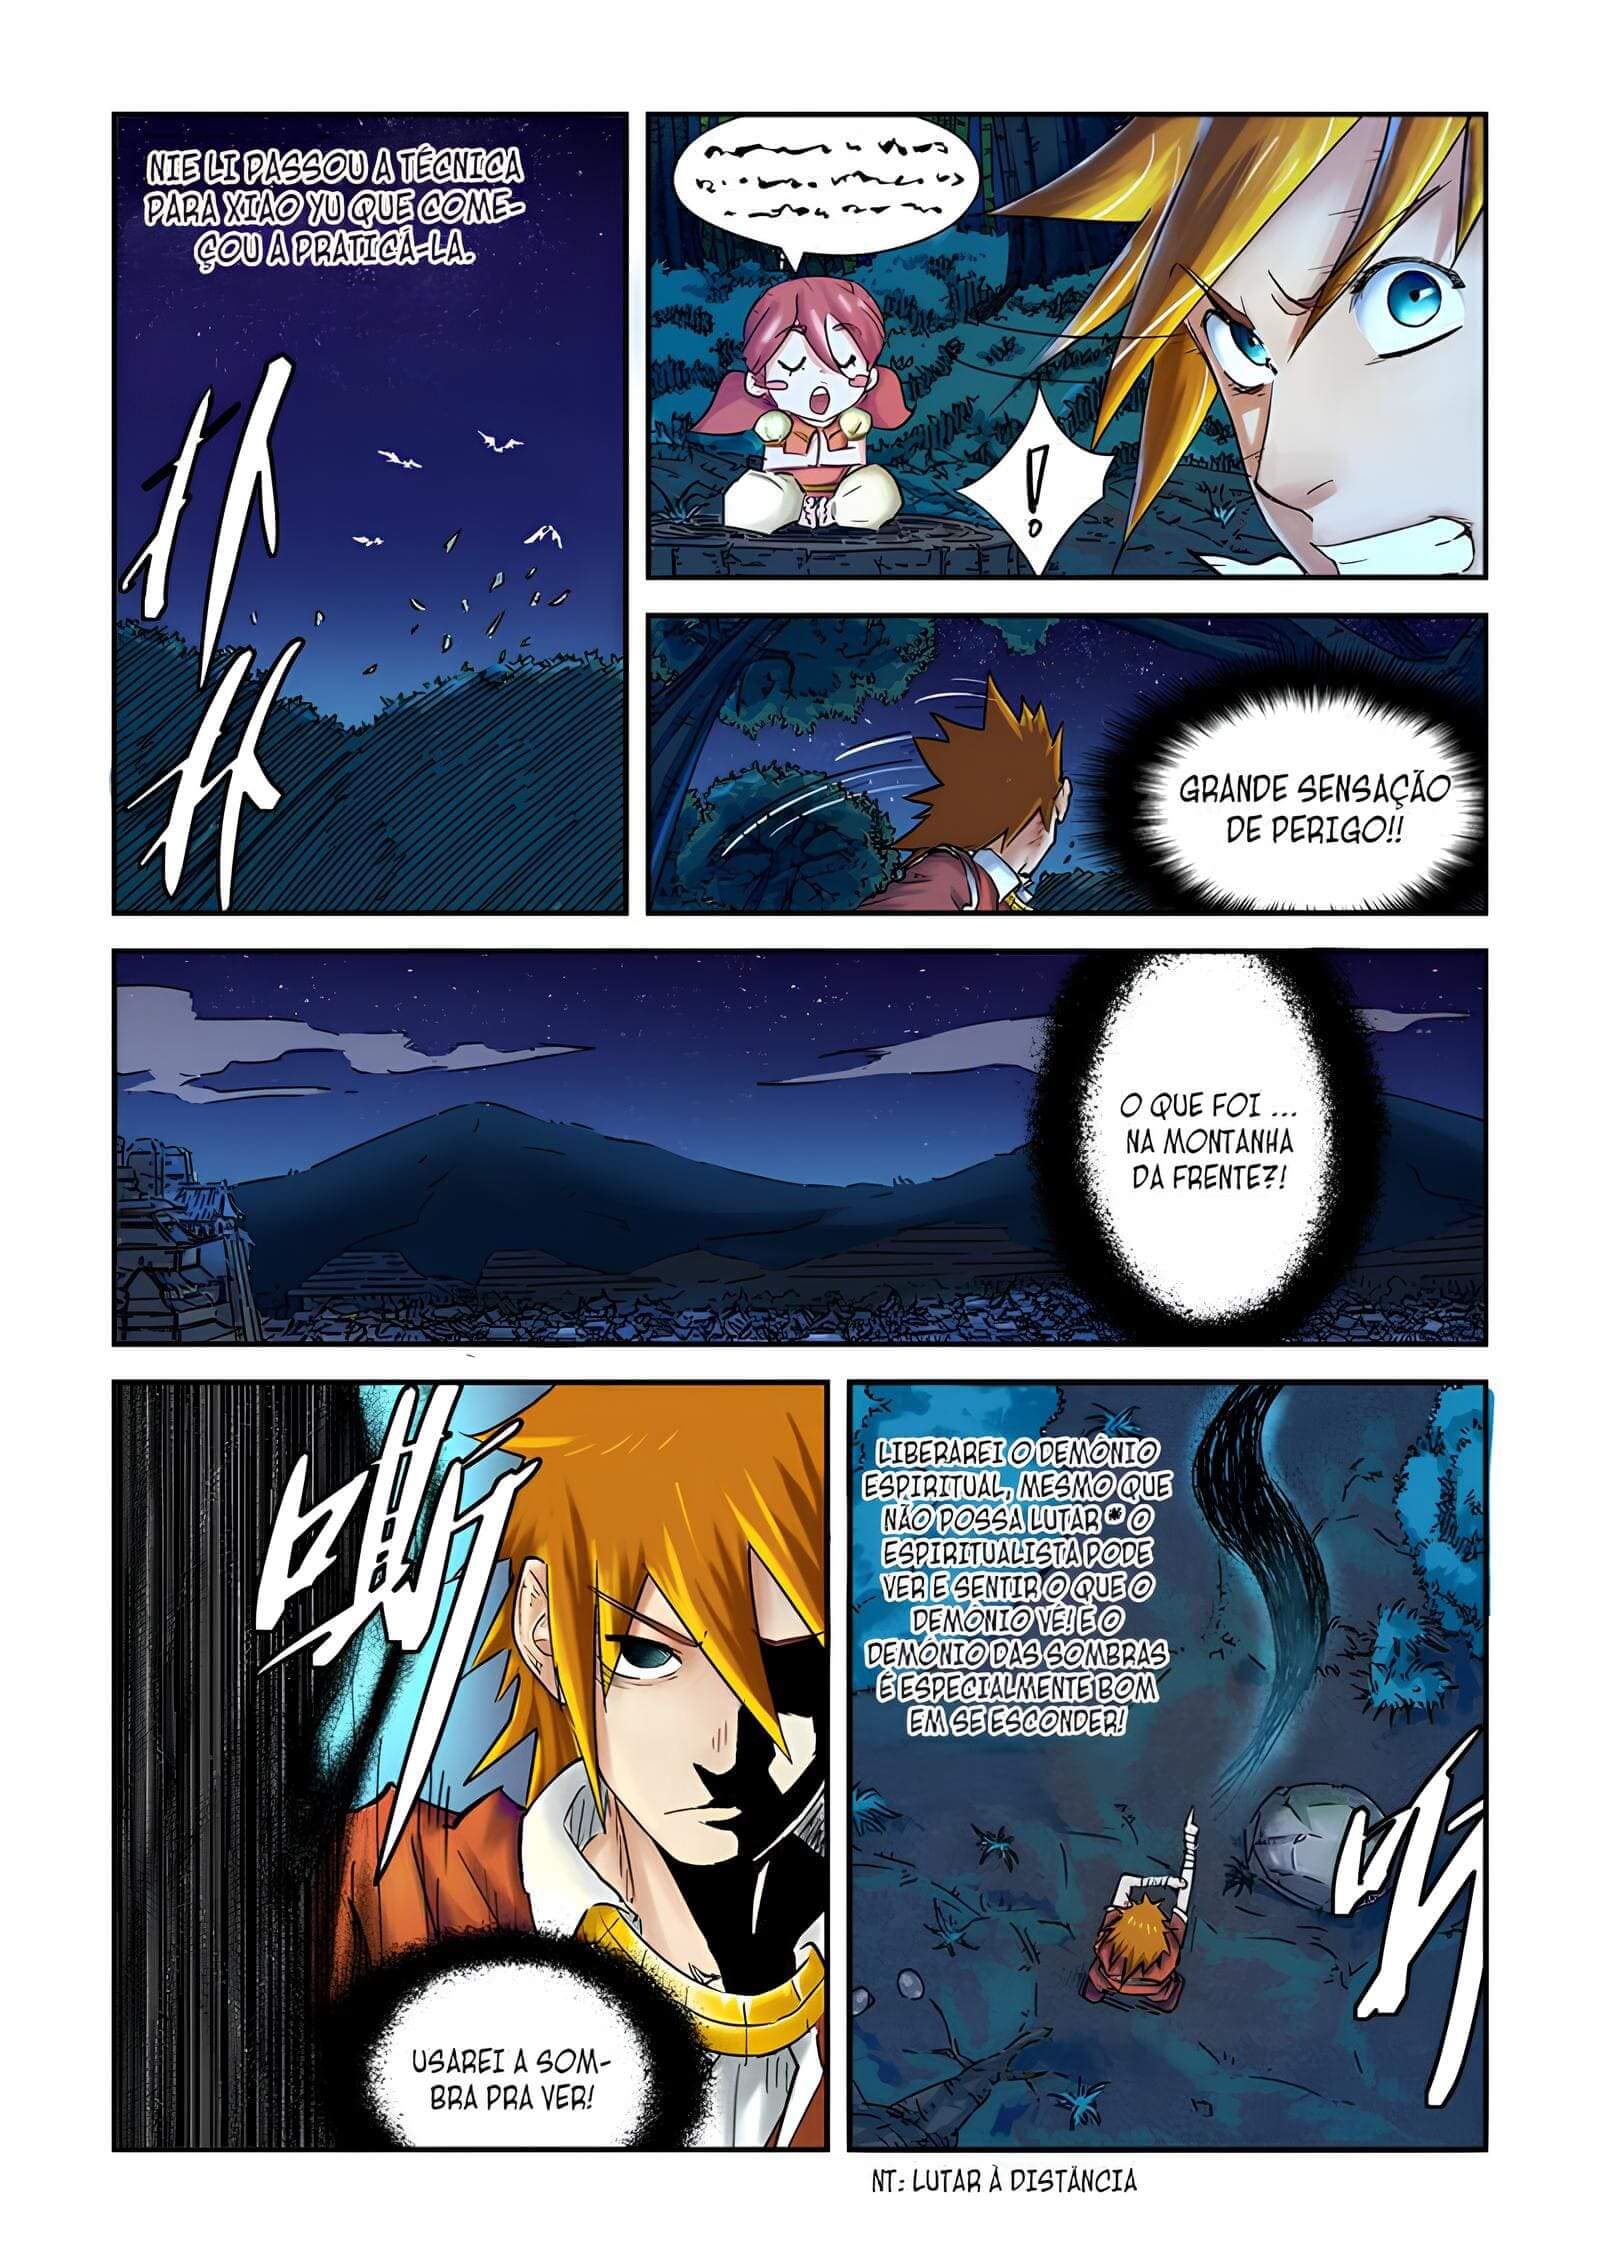 NIE LI PASSOU A TÉCNICA
PARA XIAO YU QUE COME-
ÇOU A PRATICÁ-LA.
!
GRANDE SENSAÇÃO
DE PERIGO!!
O QUE FOI ...
NA MONTANHA
DA FRENTE?!
USAREI A SOM-
BRA PRA VER!
LIBERAREI O DEMÔNIO
ESPIRITUAL, MESMO QUE
NÃO POSSA LUTAR * O
ESPIRITUALISTA PODE
VER E SENTIR O QUE O
DEMÔNIO VÊ! E O
DEMÔNIO DAS SOMBRAS
É ESPECIALMENTE BOM
EM SE ESCONDER!
NT: LUTAR À DISTÂNCIA